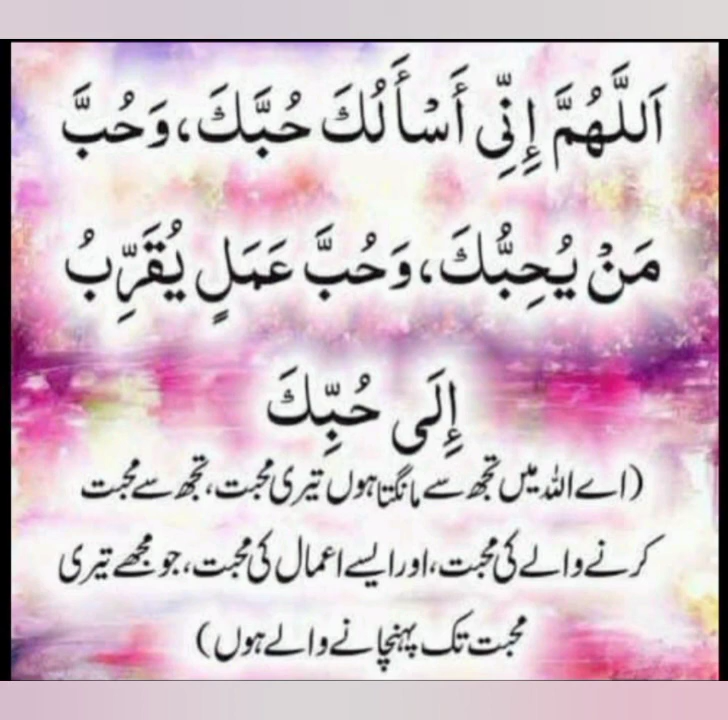 اَللَّهُمَّ إِنِّي أَسْأَلُكَ حُبَّكَ، وَحُبَّ
مَنْ يُحِبُّكَ، وَحُبَّ عَمَلٍ يُقَرِّبُ
إِلَى حُبِّكَ
(اے اللہ میں تجھ سے مانگتا ہوں تیری محبت، تجھ سے محبت
کرنے والے کی محبت، اور ایسے اعمال کی محبت، جو مجھے تیری
محبت تک پہنچانے والے ہوں)